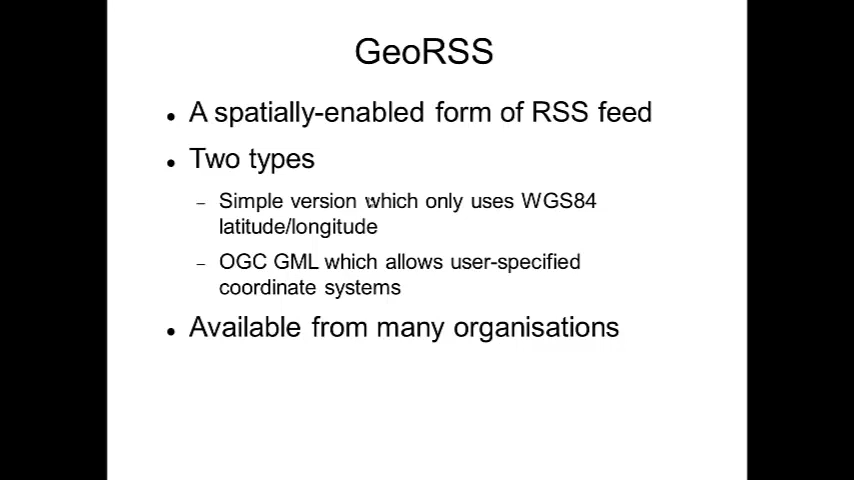 GeoRSS
• A spatially-enabled form of RSS feed
• Two types
– Simple version which only uses WGS84
latitude/longitude
– OGC GML which allows user-specified
coordinate systems
• Available from many organisations